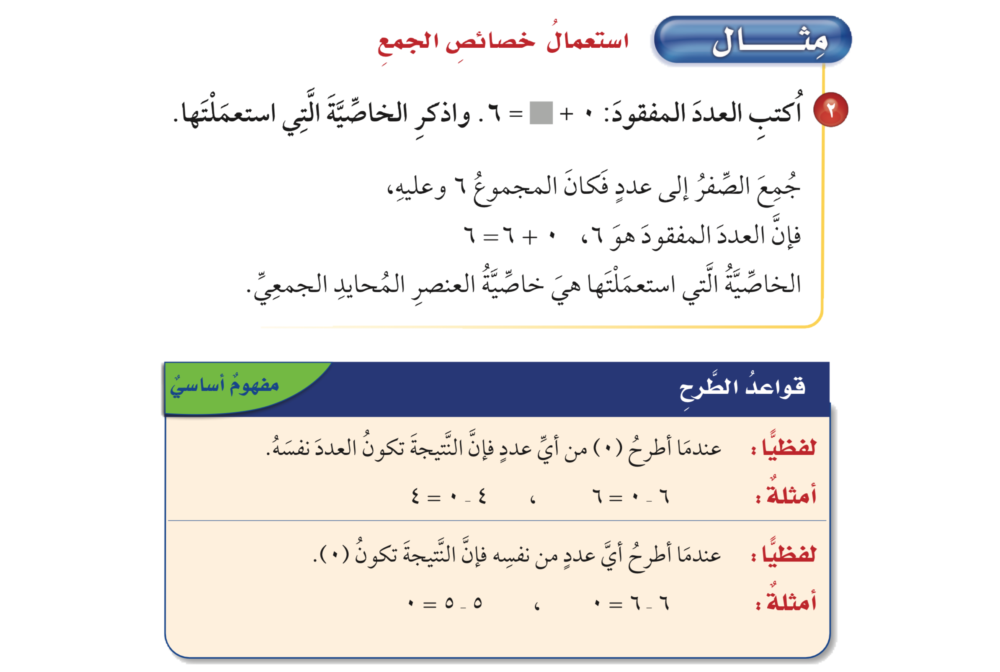 مِثــال استعمالُ خصائصِ الجمعِ
٢ اُكتبِ العددَ المفقودَ: ٠ + = ٦. واذكرِ الخاصِّيَّةَ الَّتِي استعمَلْتَها.
جُمِعَ الصِّفرُ إلى عددٍ فَكانَ المجموعُ ٦ وعليهِ،
فإنَّ العددَ المفقودَ هوَ ٦، ٠ + ٦ = ٦
الخاصِّيَّةُ الَّتي استعمَلْتَها هيَ خاصِّيَّةُ العنصرِ المُحايدِ الجمعِيِّ.
قواعدُ الطَّرحِ مفهومٌ أساسيٌ
لفظيًّا: عندمَا أطرحُ (٠) من أيِّ عددٍ فإنَّ النَّتيجةَ تكونُ العددَ نفسَهُ.
أمثلةٌ: ٦ - ٠ = ٦ ، ٤ - ٠ = ٤
لفظيًّا: عندمَا أطرحُ أيَّ عددٍ من نفسِه فإنَّ النَّتيجةَ تكونُ (٠).
أمثلةٌ: ٦ - ٦ = ٠ ، ٥ - ٥ = ٠